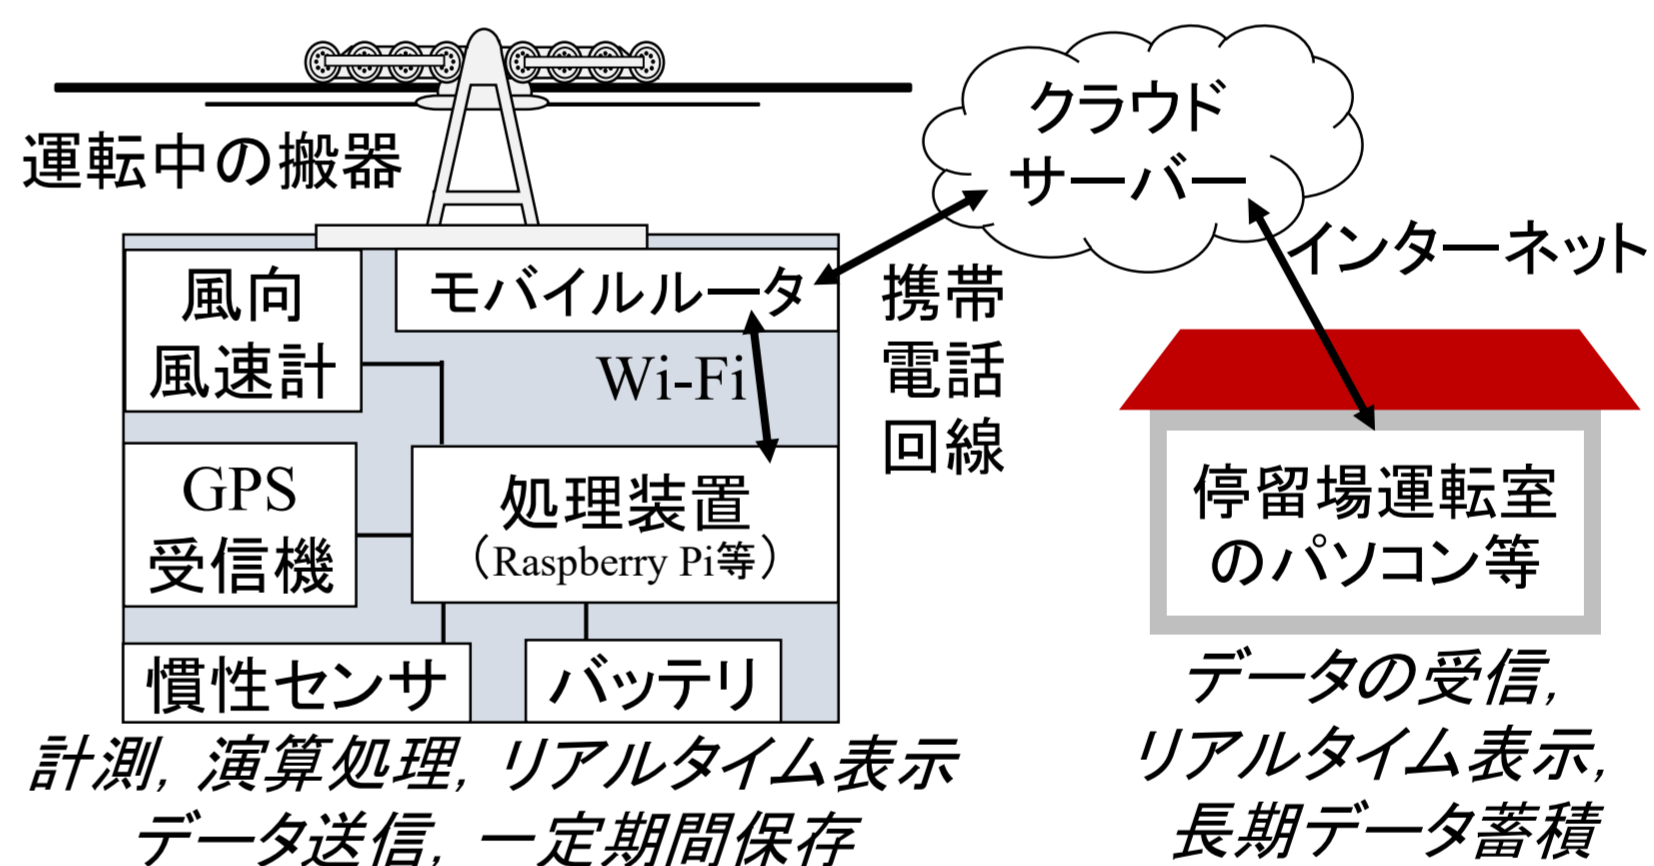 運転中の搬器
クラウド
サーバー
インターネット
風向
風速計
モバイルルータ
携帯
電話
回線
Wi-Fi
GPS
受信機
処理装置
（Raspberry Pi等）
慣性センサ
バッテリ
停留場運転室
のパソコン等
計測, 演算処理, リアルタイム表示
データ送信, 一定期間保存
データの受信,
リアルタイム表示,
長期データ蓄積